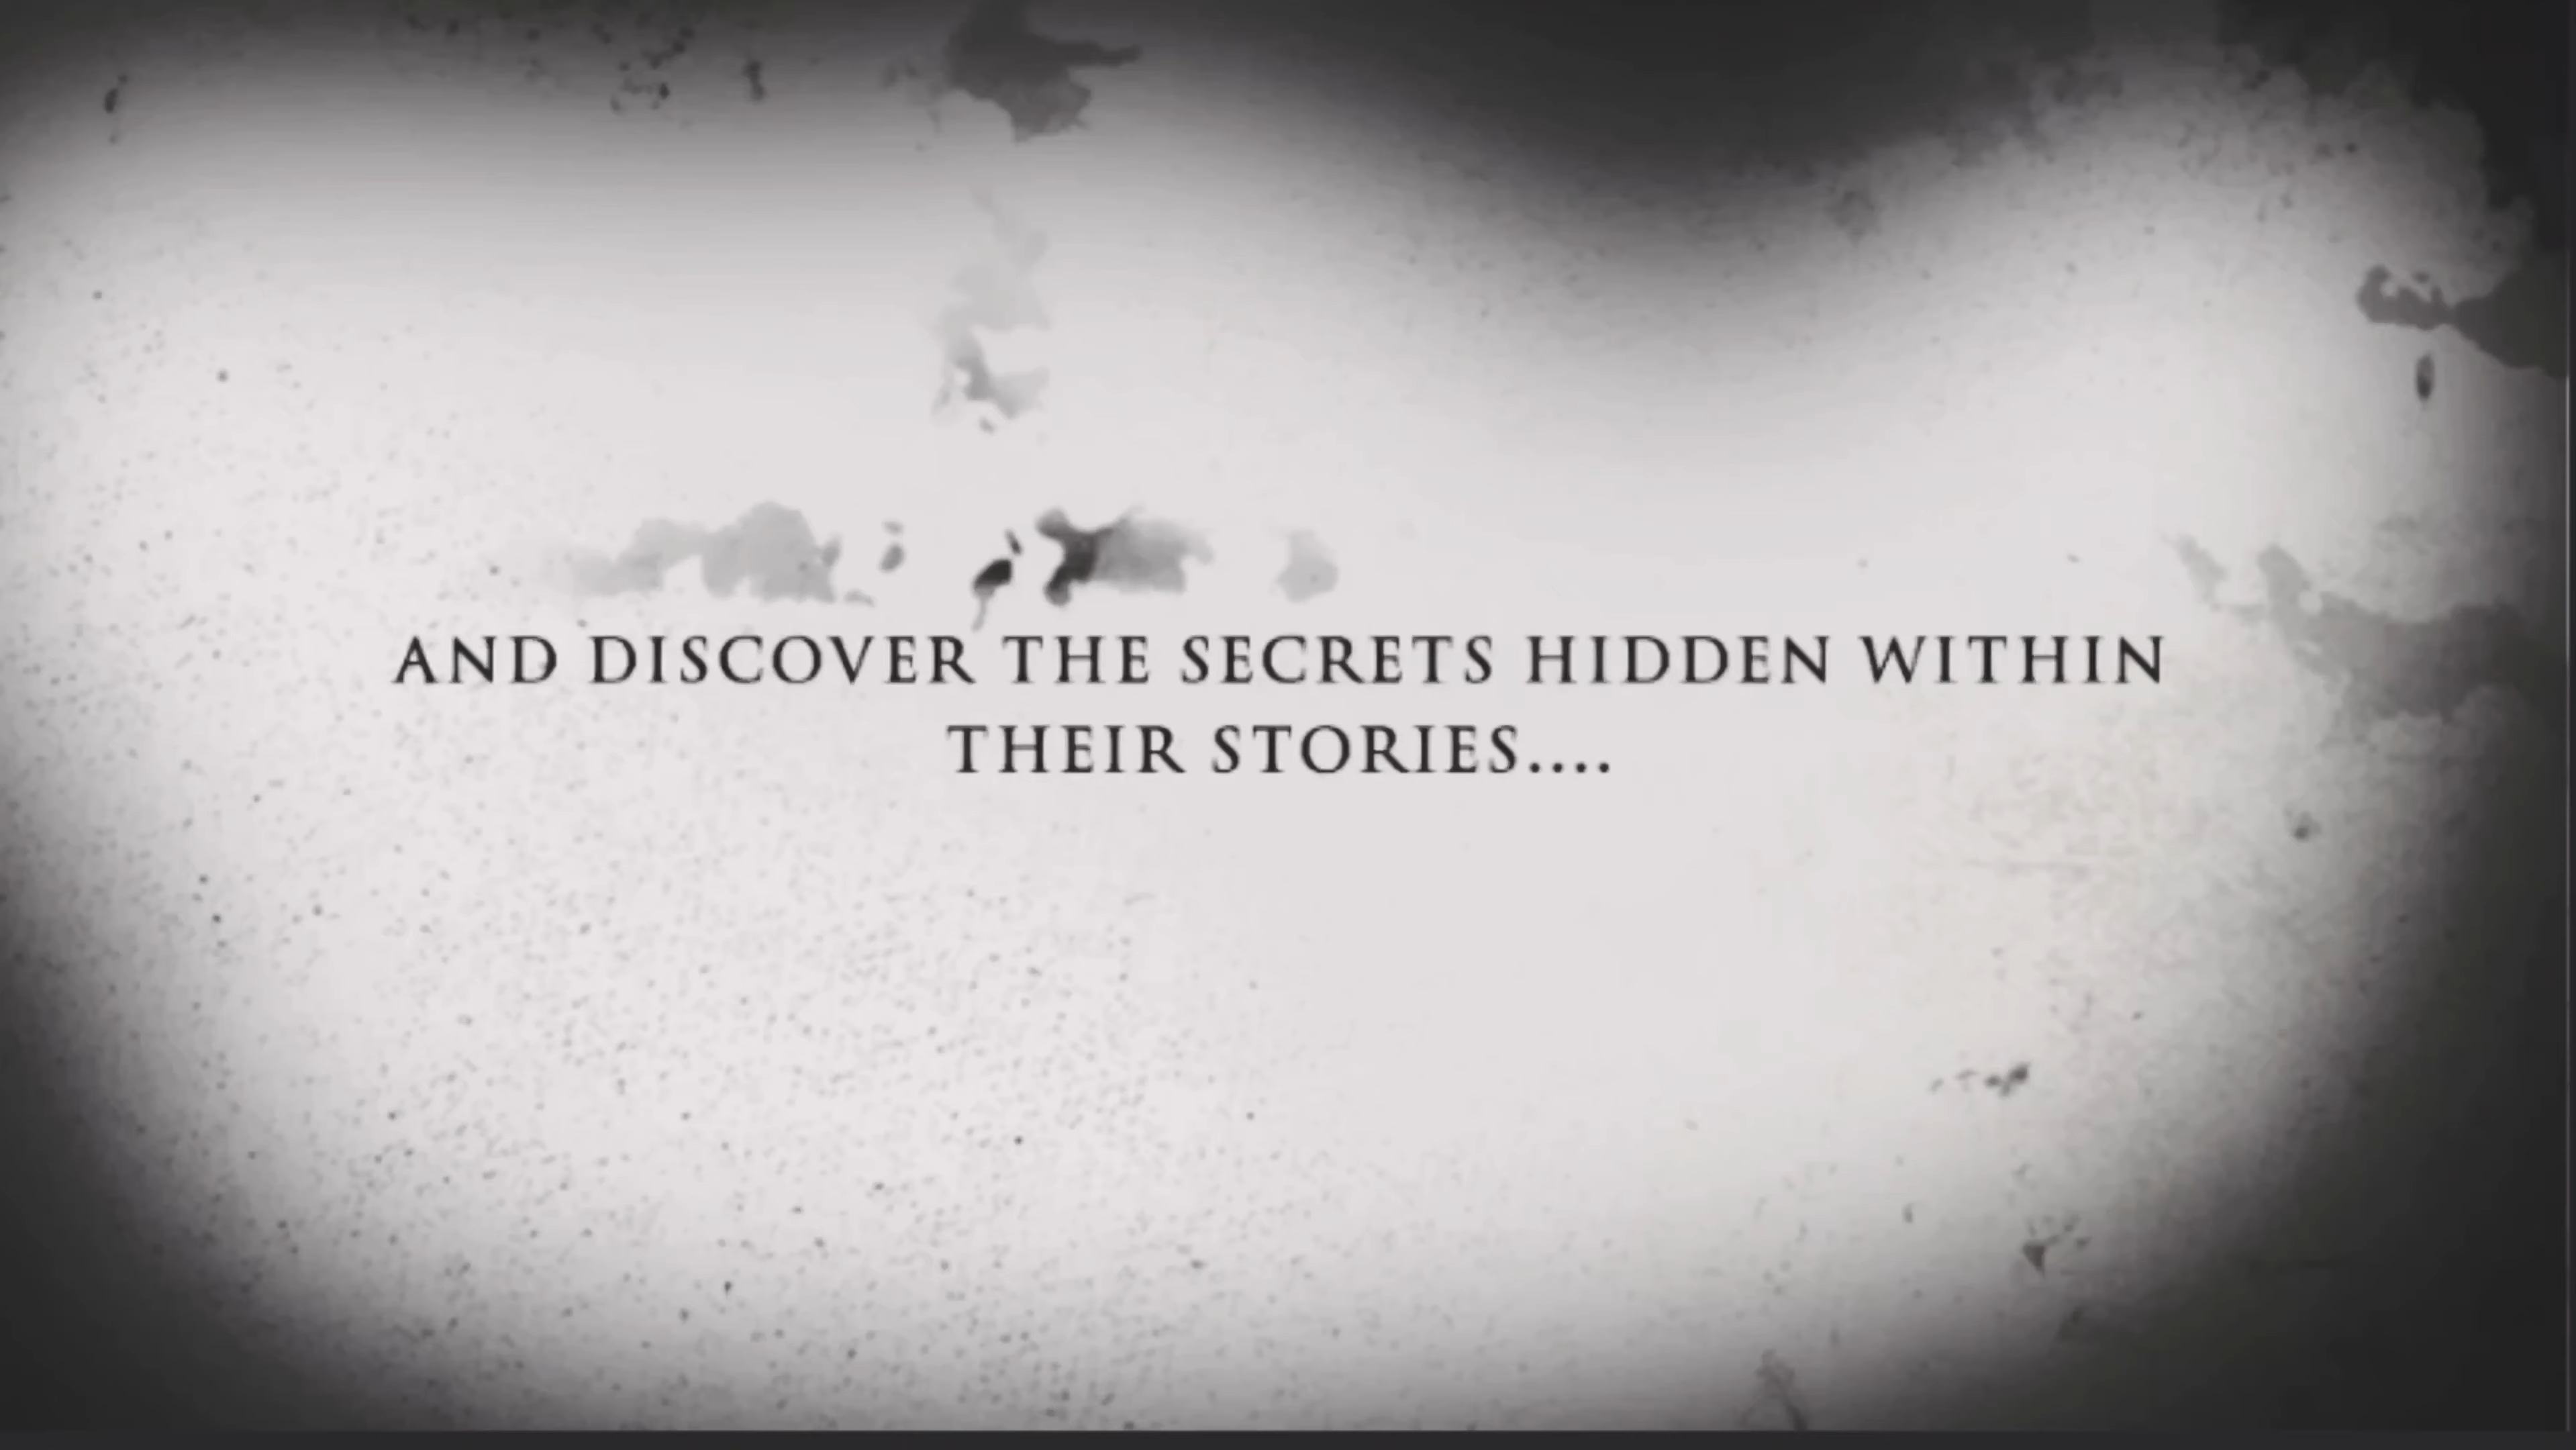 AND DISCOVER THE SECRETS HIDDEN WITHIN
THEIR STORIES....